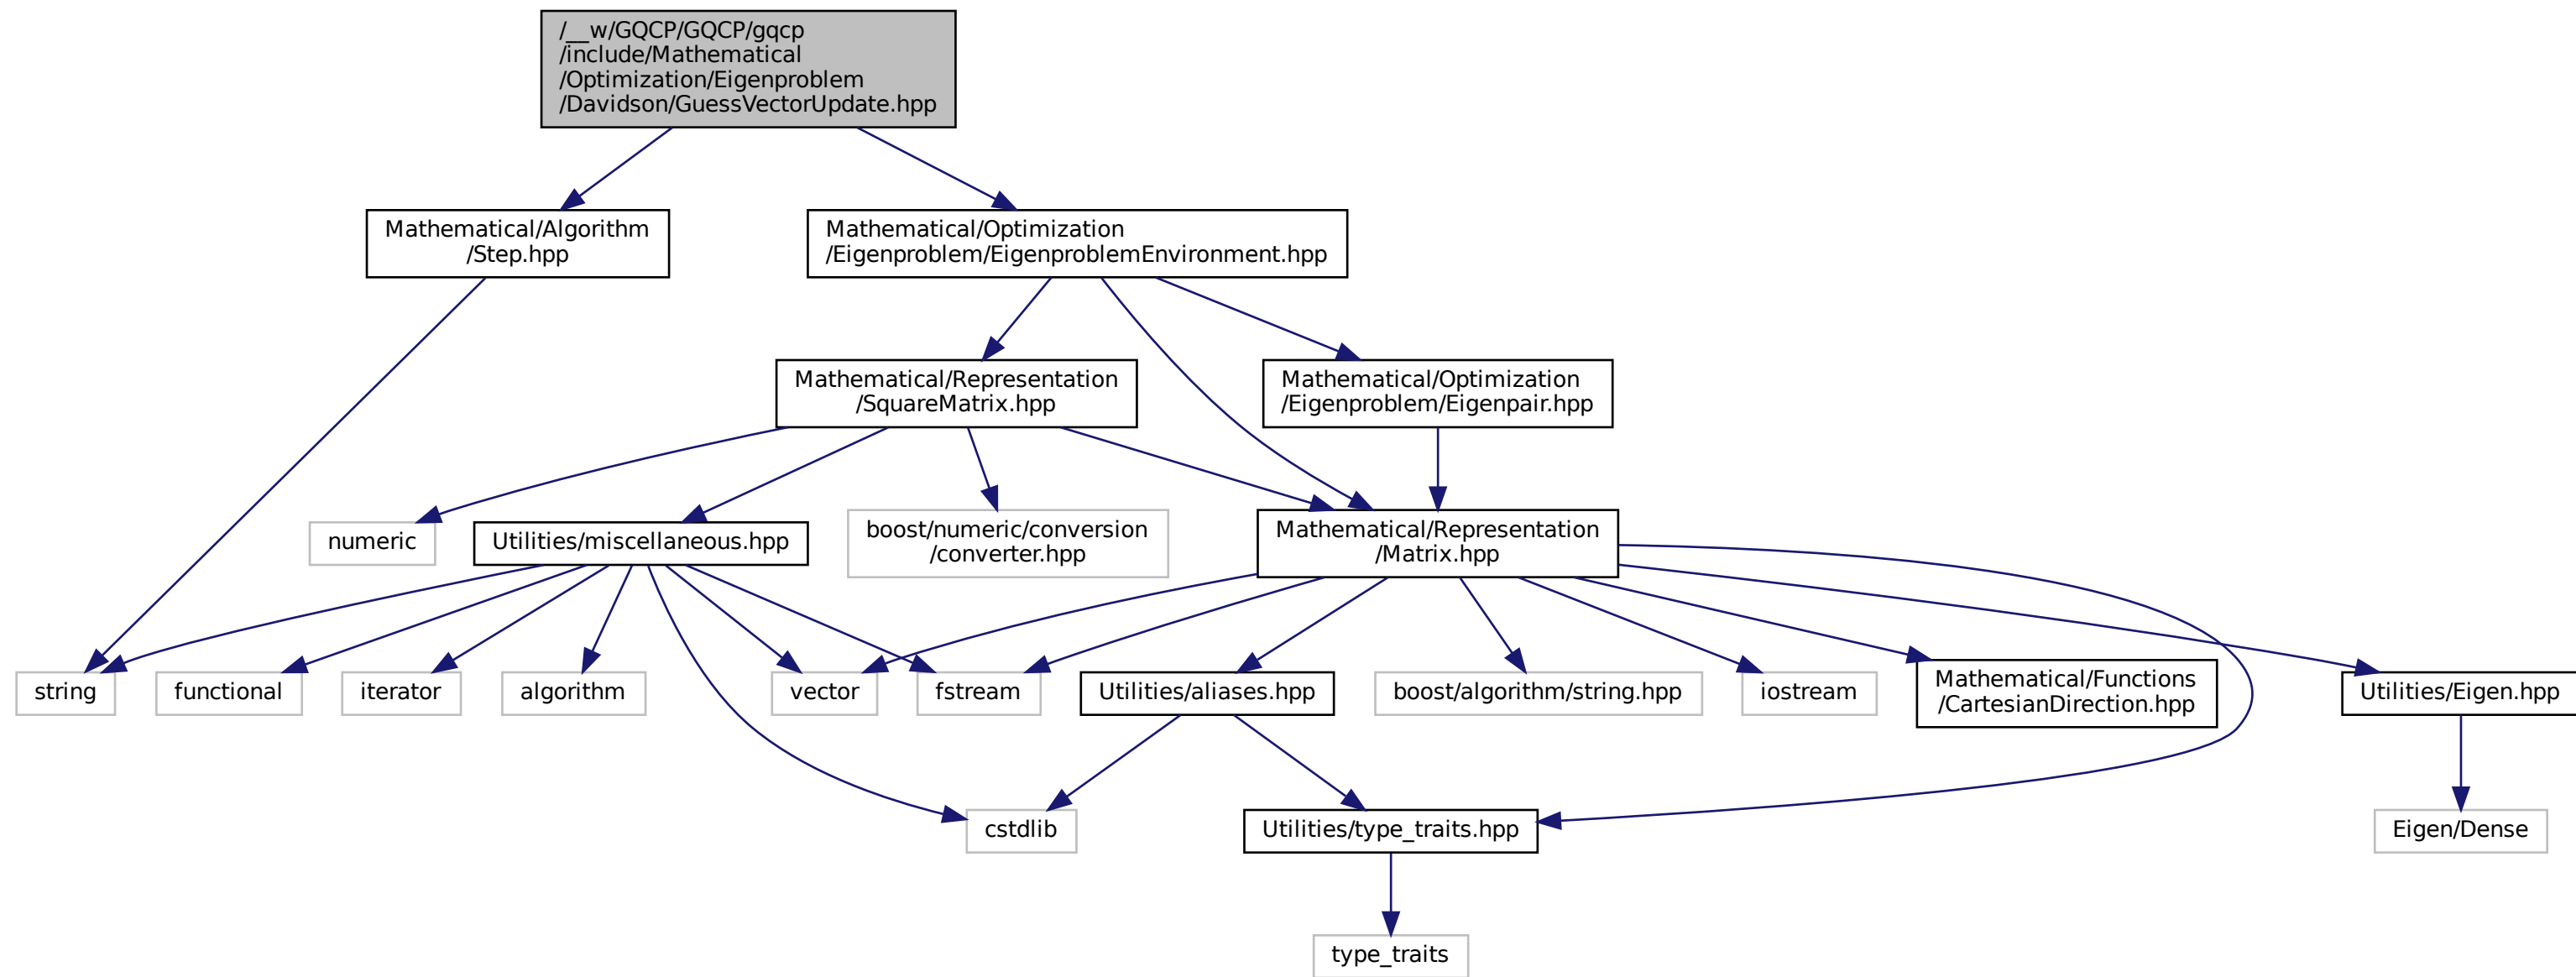 /__w/GQCP/GQCP/gqcp
/include/Mathematical
/Optimization/Eigenproblem
/Davidson/GuessVectorUpdate.hpp
Mathematical/Algorithm
/Step.hpp
Mathematical/Optimization
/Eigenproblem/EigenproblemEnvironment.hpp
Mathematical/Representation
/SquareMatrix.hpp
Mathematical/Optimization
/Eigenproblem/Eigenpair.hpp
numeric
Utilities/miscellaneous.hpp
boost/numeric/conversion
/converter.hpp
Mathematical/Representation
/Matrix.hpp
string
functional
iterator
algorithm
vector
fstream
Utilities/aliases.hpp
boost/algorithm/string.hpp
iostream
Mathematical/Functions
/CartesianDirection.hpp
Utilities/Eigen.hpp
cstdlib
Utilities/type_traits.hpp
Eigen/Dense
type_traits